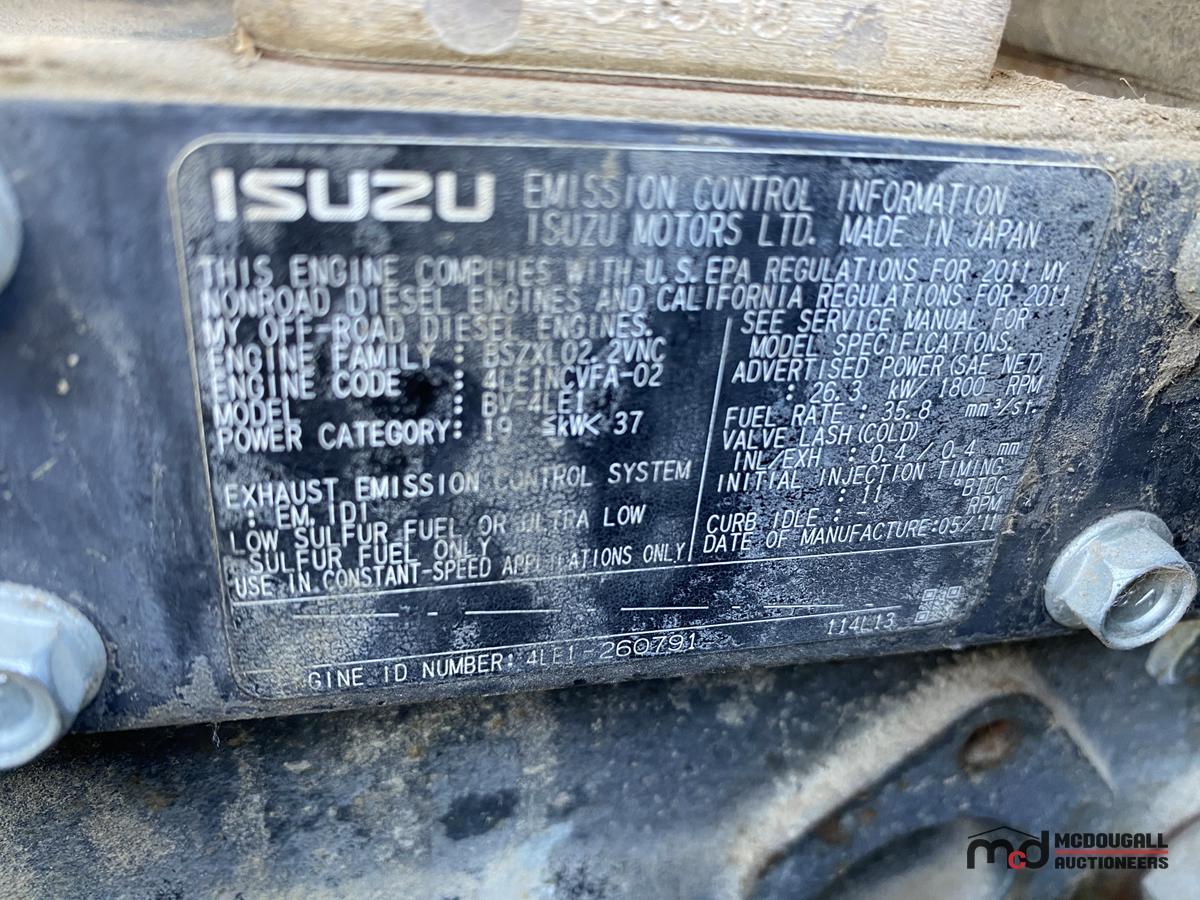 ISUZU EMISSION CONTROL INFORMATION
ISUZU MOTORS LTD. MADE IN JAPAN
THIS ENGINE COMPLIES WITH U.S. EPA REGULATIONS FOR 2011 MY
NONROAD DIESEL ENGINES AND CALIFORNIA REGULATIONS FOR 2011
MY OFF-ROAD DIESEL ENGINES.
ENGINE FAMILY : BSZXL02.2VNC
ENGINE CODE : 4LE1NCVFA-02
MODEL : BV-4LE1
POWER CATEGORY: 19 ≤kW< 37
EXHAUST EMISSION CONTROL SYSTEM
: EM, IDI
LOW SULFUR FUEL OR ULTRA LOW
SULFUR FUEL ONLY
USE IN CONSTANT-SPEED APPLICATIONS ONLY
SEE SERVICE MANUAL FOR
MODEL SPECIFICATIONS.
ADVERTISED POWER (SAE NET)
: 26.3 kW/ 1800 RPM
FUEL RATE : 35.8 mm³/st.
VALVE LASH (COLD)
INL/EXH : 0.4 / 0.4 mm
INITIAL INJECTION TIMING
: 11 °BTDC
CURB IDLE : - RPM
DATE OF MANUFACTURE:05/'11
114L13
GINE ID NUMBER: 4LE1-260791
mcd MCDOUGALL
AUCTIONEERS